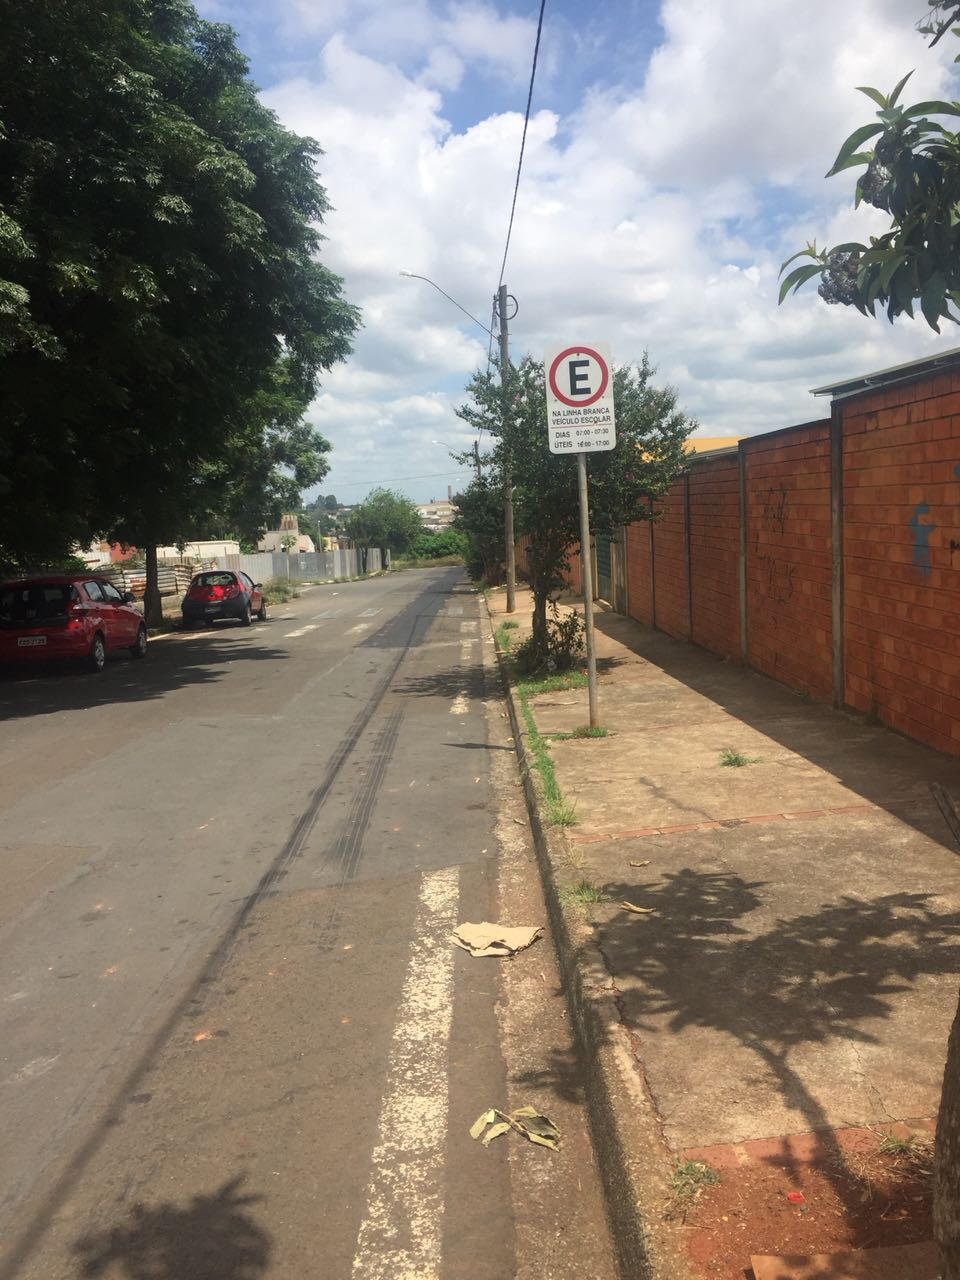 E
NA LINHA BRANCA
VEÍCULO ESCOLAR
DIAS 07:00 - 07:30
ÚTEIS 16:00 - 17:00